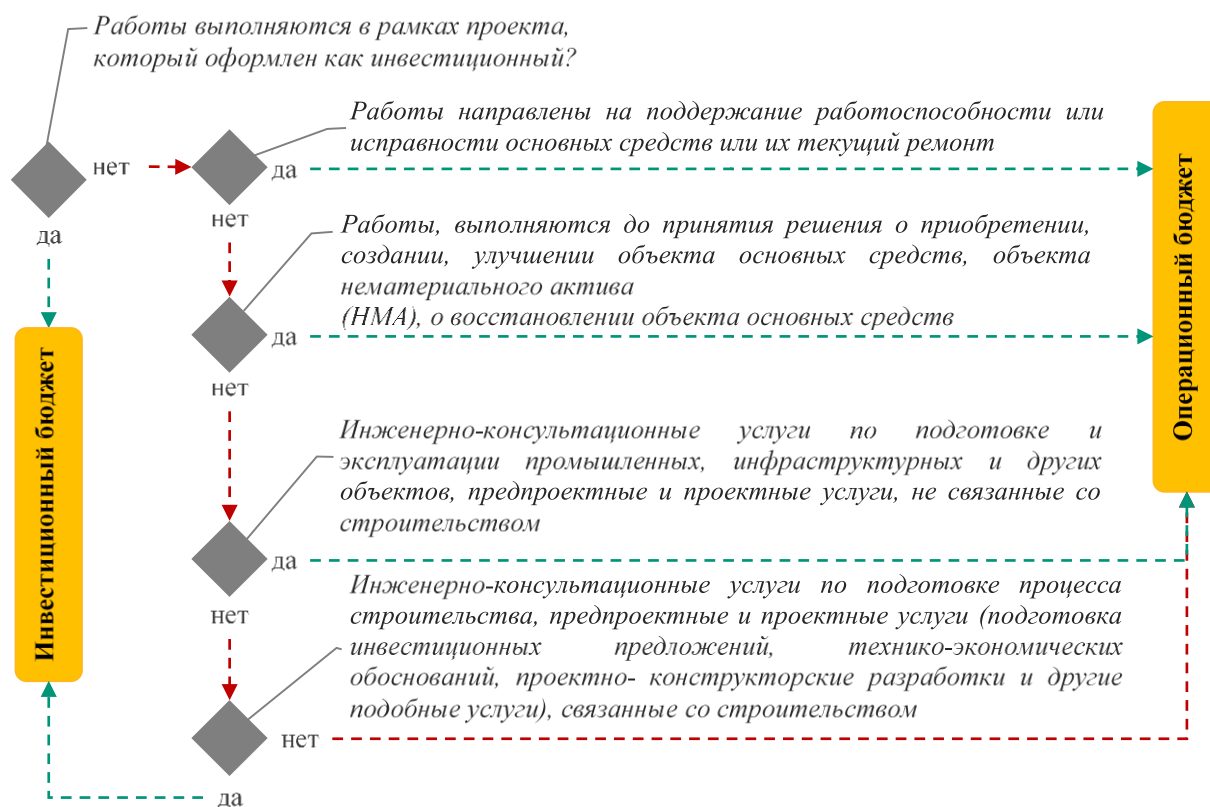 Работы выполняются в рамках проекта,
который оформлен как инвестиционный?
Работы направлены на поддержание работоспособности или
исправности основных средств или их текущий ремонт
нет
да
нет
да
Работы, выполняются до принятия решения о приобретении,
создании, улучшении объекта основных средств, объекта
нематериального актива
(НМА), о восстановлении объекта основных средств
да
нет
Инженерно-консультационные услуги по подготовке и
эксплуатации промышленных, инфраструктурных и других
объектов, предпроектные и проектные услуги, не связанные со
строительством
да
нет
Инженерно-консультационные услуги по подготовке процесса
строительства, предпроектные и проектные услуги (подготовка
инвестиционных предложений, технико-экономических
обоснований, проектно- конструкторские разработки и другие
подобные услуги), связанные со строительством
нет
да
Инвестиционный бюджет
Операционный бюджет